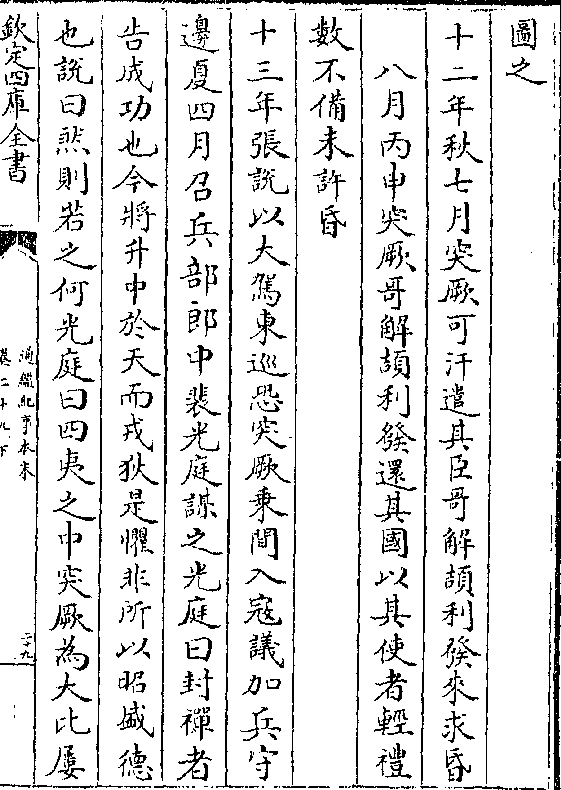 圖之
十二年秋七月突厥可汗遣其臣哥解頡利發來求昏
八月丙申突厥哥解頡利發還其國以其使者輕禮
數不備未許昏
十三年張說以大駕東巡恐突厥乘間入寇議加兵守
邊夏四月召兵部郎中裴光庭謀之光庭曰封禪者
告成功也今將升中於天而戎狄是懼非所以昭盛德
也說曰然則若之何光庭曰四夷之中突厥為大比屢
欽定四庫全書
通鑑紀事本末
卷二十九下
二十九